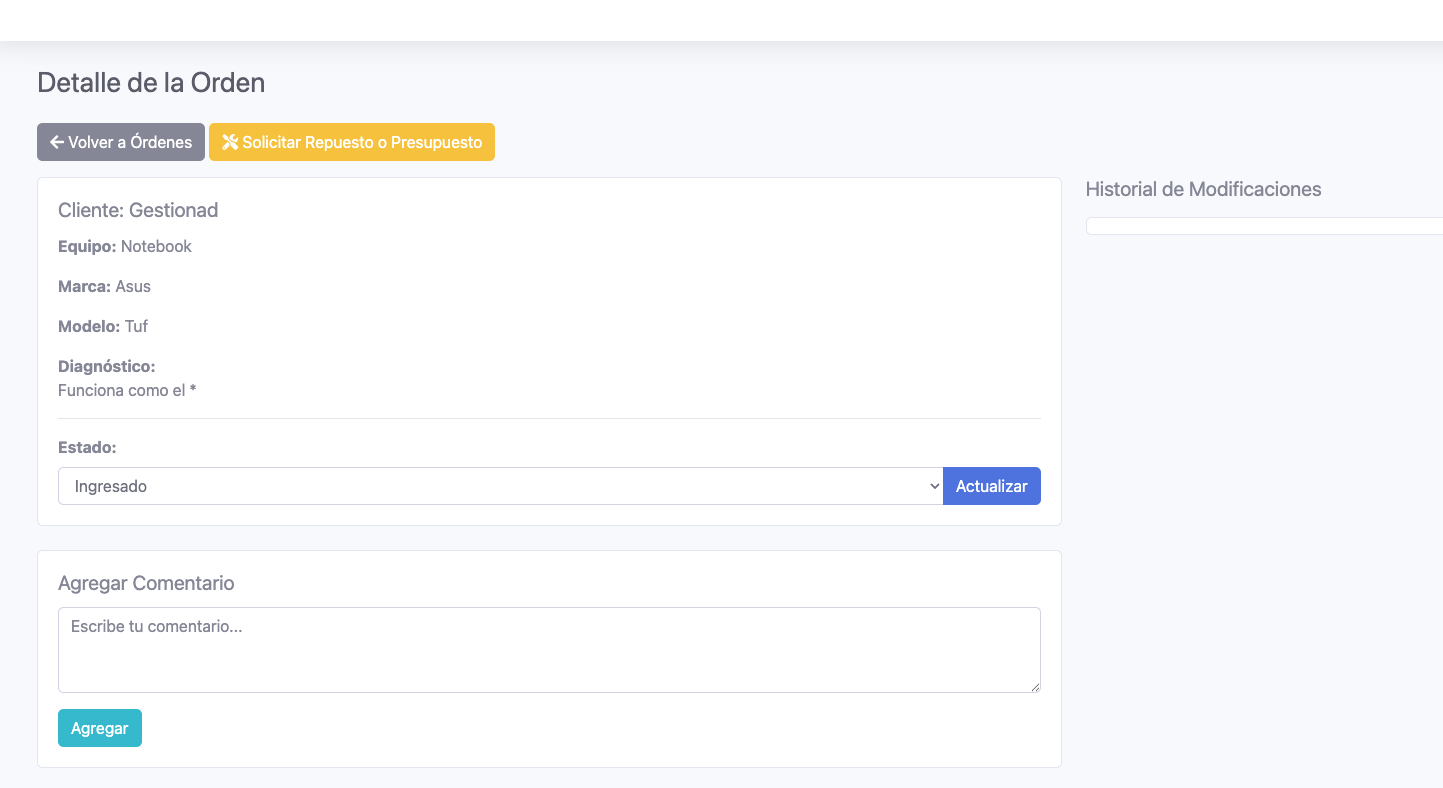 Detalle de la Orden
Volver a Órdenes
Solicitar Repuesto o Presupuesto
Cliente: Gestionad
Equipo: Notebook
Marca: Asus
Modelo: Tuf
Diagnóstico:
Funciona como el *
Estado:
Ingresado
Actualizar
Agregar Comentario
Escribe tu comentario...
Agregar
Historial de Modificaciones